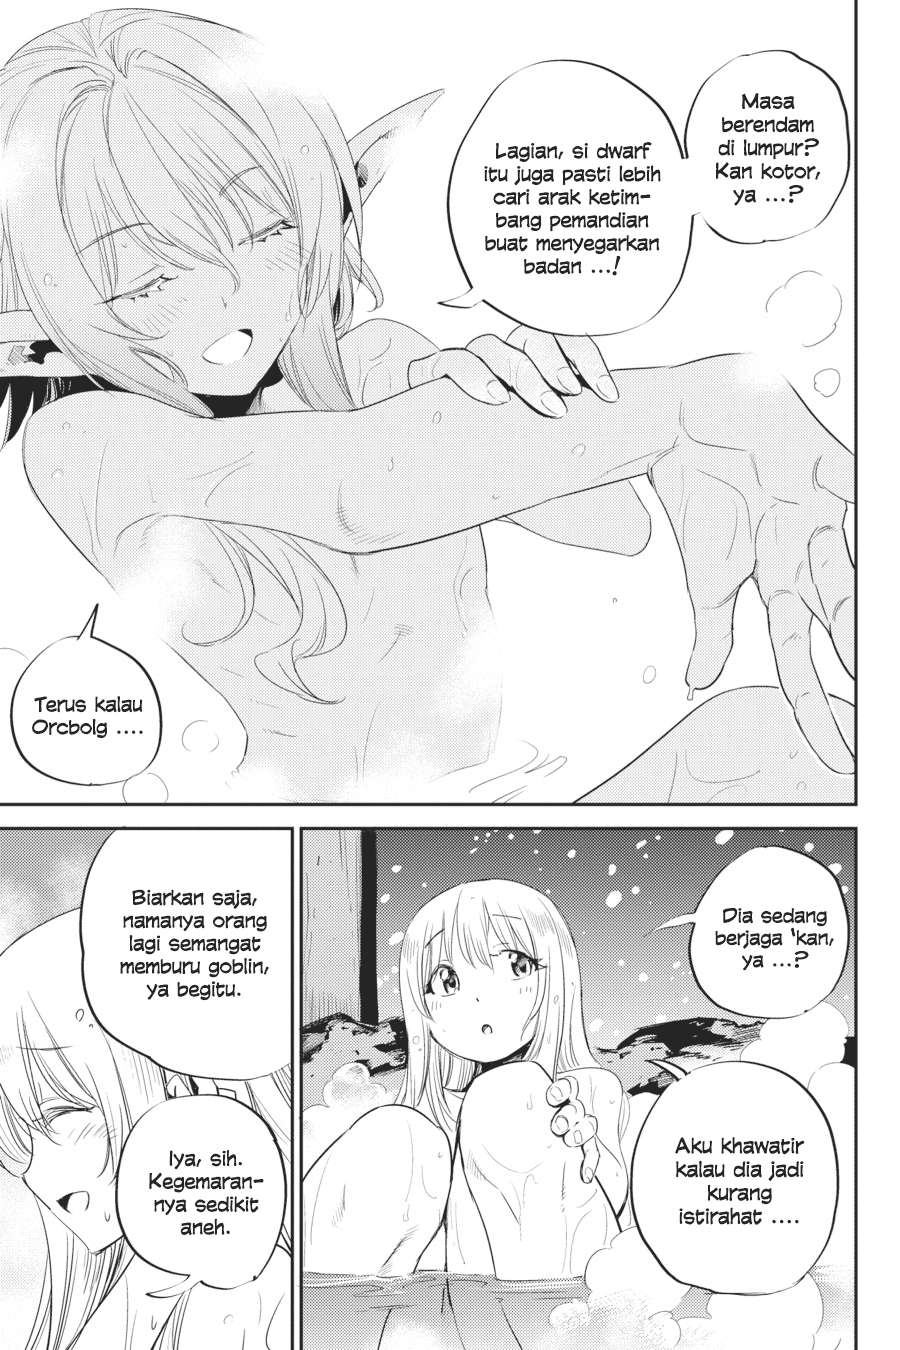 Masa
berendam
di lumpur?
Kan kotor,
ya ...?
Lagian, si dwarf
itu juga pasti lebih
cari arak ketim-
bang pemandian
buat menyegarkan
badan ...!
Terus kalau
Orcbolg ....
Dia sedang
berjaga 'kan,
ya ...?
Aku khawatir
kalau dia jadi
kurang
istirahat ....
Biarkan saja,
namanya orang
lagi semangat
memburu goblin,
ya begitu.
Iya, sih.
Kegemaran-
nya sedikit
aneh.